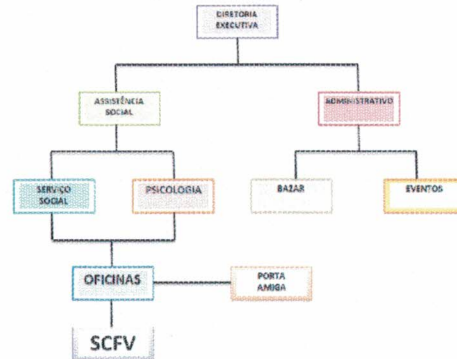 DIRETORIA
EXECUTIVA
ASSISTÊNCIA
SOCIAL
ADMINISTRATIVO
SERVIÇO
SOCIAL
PSICOLOGIA
BAZAR
EVENTOS
OFICINAS
PORTA
AMIGA
SCFV